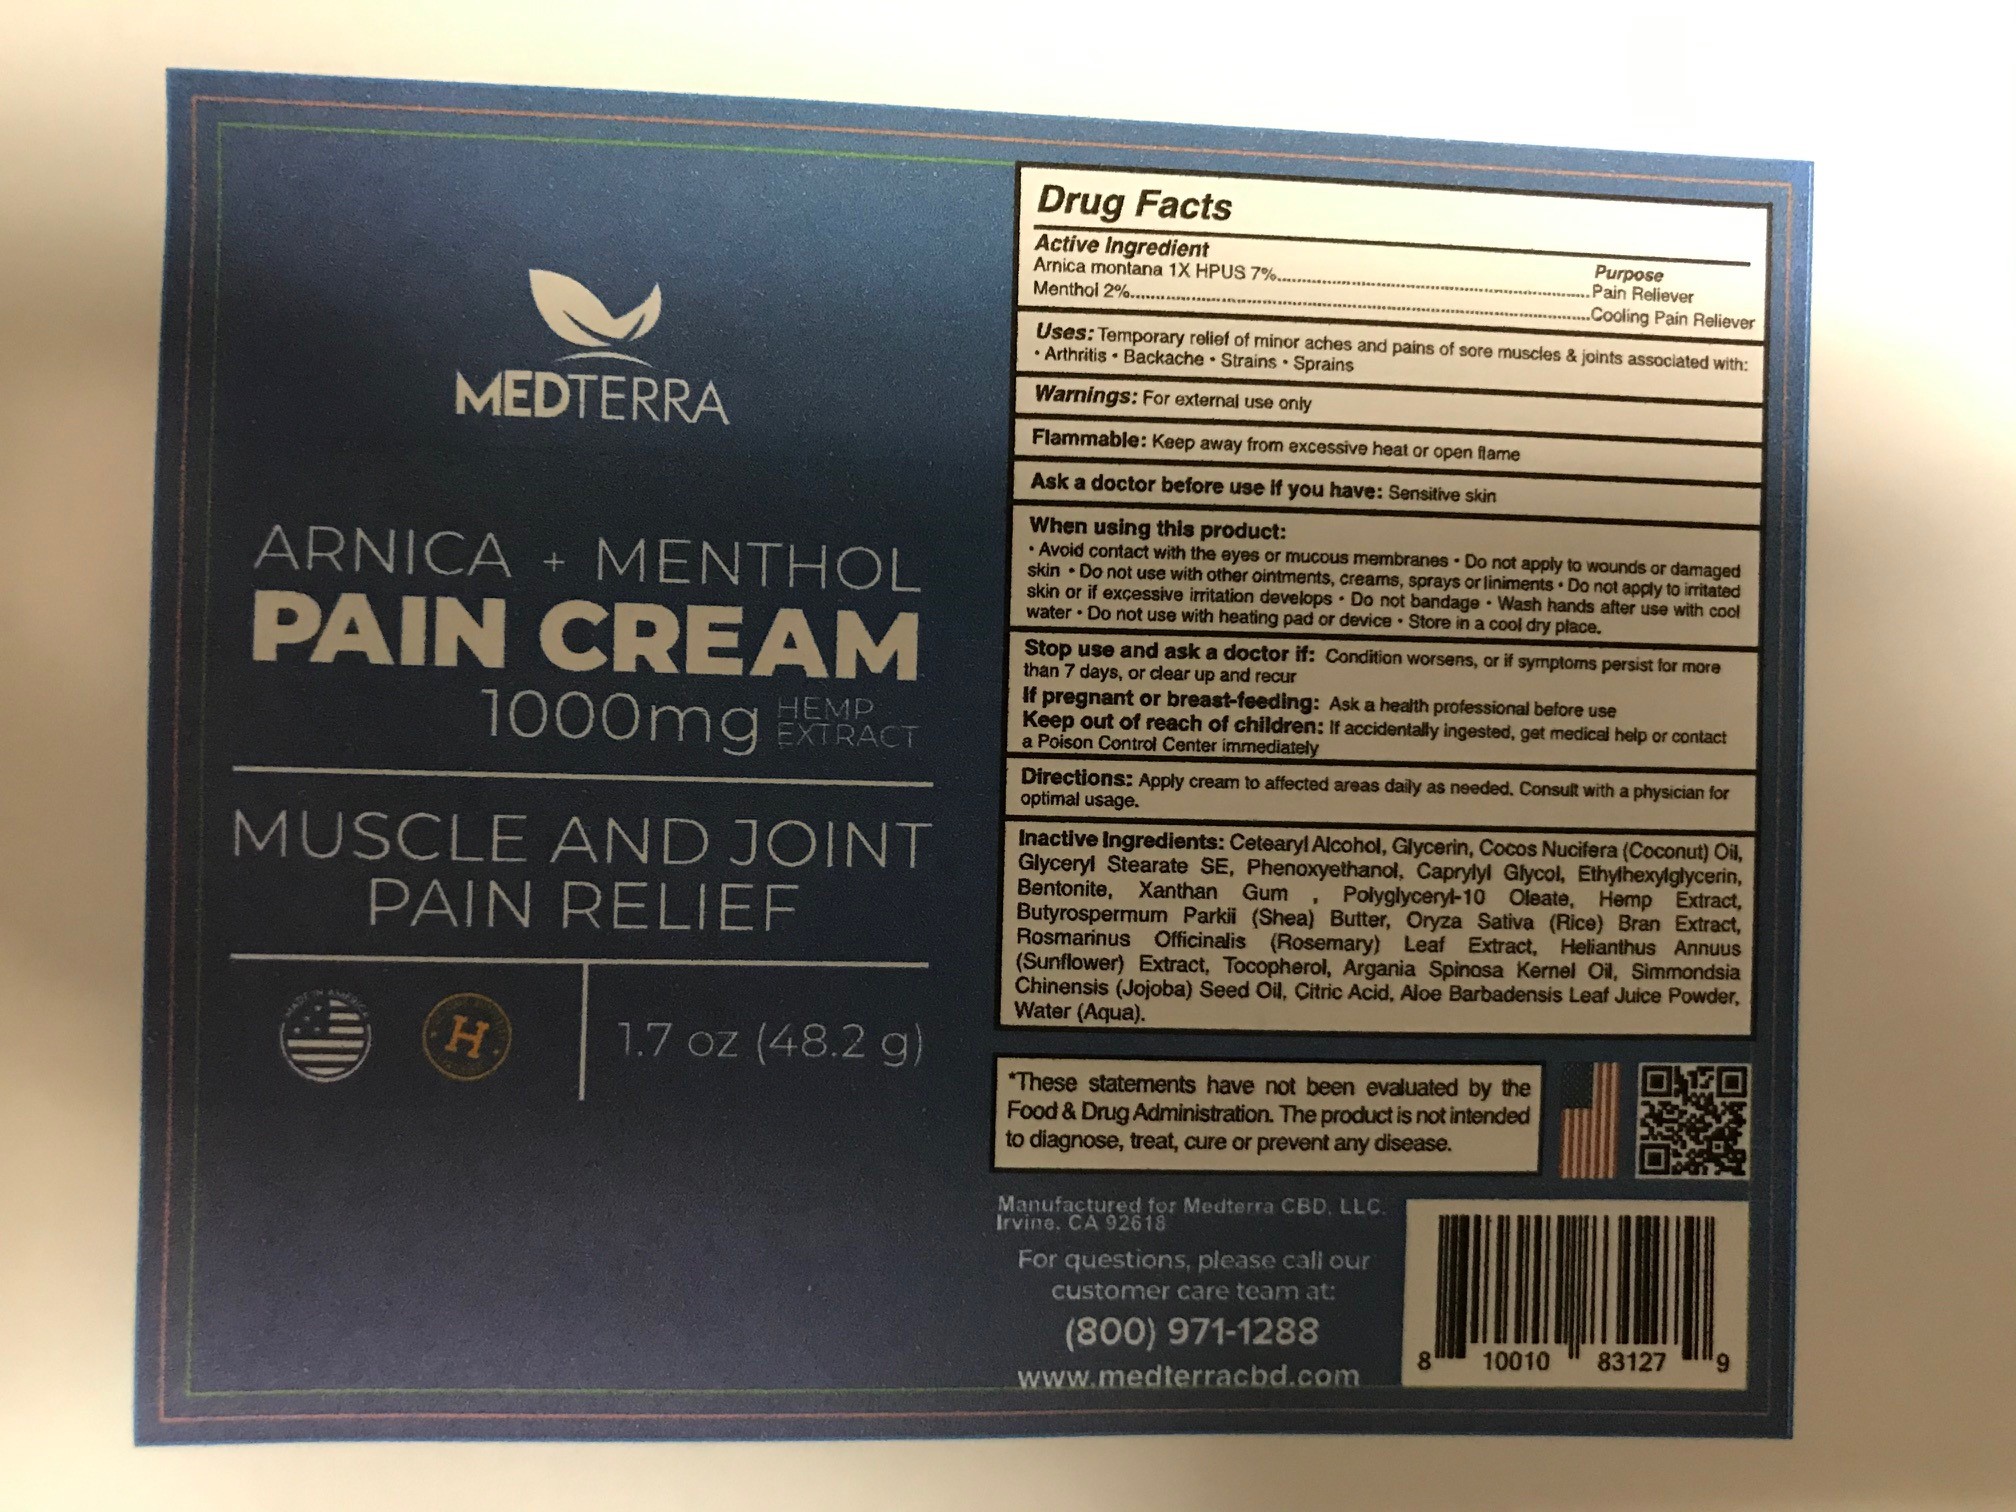 MEDTERRA
ARNICA + MENTHOL
PAIN CREAM
1000mg HEMP
EXTRACT
MUSCLE AND JOINT
PAIN RELIEF
MADE IN AMERICA
H
1.7 oz (48.2 g)
Drug Facts
Active Ingredient
Purpose
Arnica montana 1X HPUS 7%..........Pain Reliever
Menthol 2%..........Cooling Pain Reliever
Uses: Temporary relief of minor aches and pains of sore muscles & joints associated with:
• Arthritis • Backache • Strains • Sprains
Warnings: For external use only
Flammable: Keep away from excessive heat or open flame
Ask a doctor before use if you have: Sensitive skin
When using this product:
• Avoid contact with the eyes or mucous membranes • Do not apply to wounds or damaged
skin • Do not use with other ointments, creams, sprays or liniments • Do not apply to irritated
skin or if excessive irritation develops • Do not bandage • Wash hands after use with cool
water • Do not use with heating pad or device • Store in a cool dry place.
Stop use and ask a doctor if: Condition worsens, or if symptoms persist for more
than 7 days, or clear up and recur
If pregnant or breast-feeding: Ask a health professional before use
Keep out of reach of children: If accidentally ingested, get medical help or contact
a Poison Control Center immediately
Directions: Apply cream to affected areas daily as needed. Consult with a physician for
optimal usage.
Inactive Ingredients: Cetearyl Alcohol, Glycerin, Cocos Nucifera (Coconut) Oil,
Glyceryl Stearate SE, Phenoxyethanol, Caprylyl Glycol, Ethylhexylglycerin,
Bentonite, Xanthan Gum , Polyglyceryl-10 Oleate, Hemp Extract,
Butyrospermum Parkii (Shea) Butter, Oryza Sativa (Rice) Bran Extract,
Rosmarinus Officinalis (Rosemary) Leaf Extract, Helianthus Annuus
(Sunflower) Extract, Tocopherol, Argania Spinosa Kernel Oil, Simmondsia
Chinensis (Jojoba) Seed Oil, Citric Acid, Aloe Barbadensis Leaf Juice Powder,
Water (Aqua).
*These statements have not been evaluated by the
Food & Drug Administration. The product is not intended
to diagnose, treat, cure or prevent any disease.
Manufactured for Medterra CBD, LLC.
Irvine, CA 92618
For questions, please call our
customer care team at:
(800) 971-1288
www.medterracbd.com
8 10010 83127 9